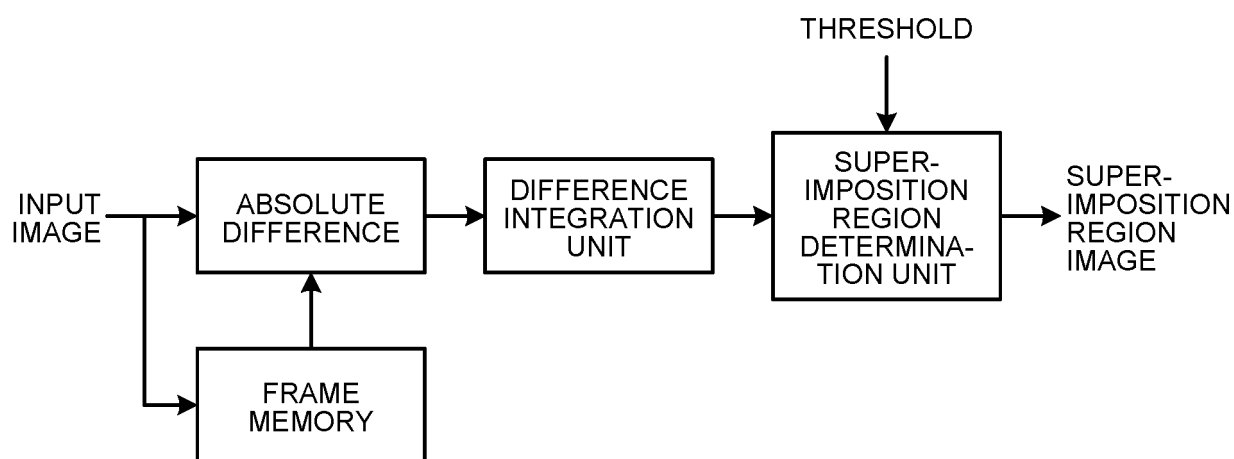 THRESHOLD
INPUT
IMAGE
ABSOLUTE
DIFFERENCE
DIFFERENCE
INTEGRATION
UNIT
SUPER-
IMPOSITION
REGION
DETERMINA-
TION UNIT
SUPER-
IMPOSITION
REGION
IMAGE
FRAME
MEMORY